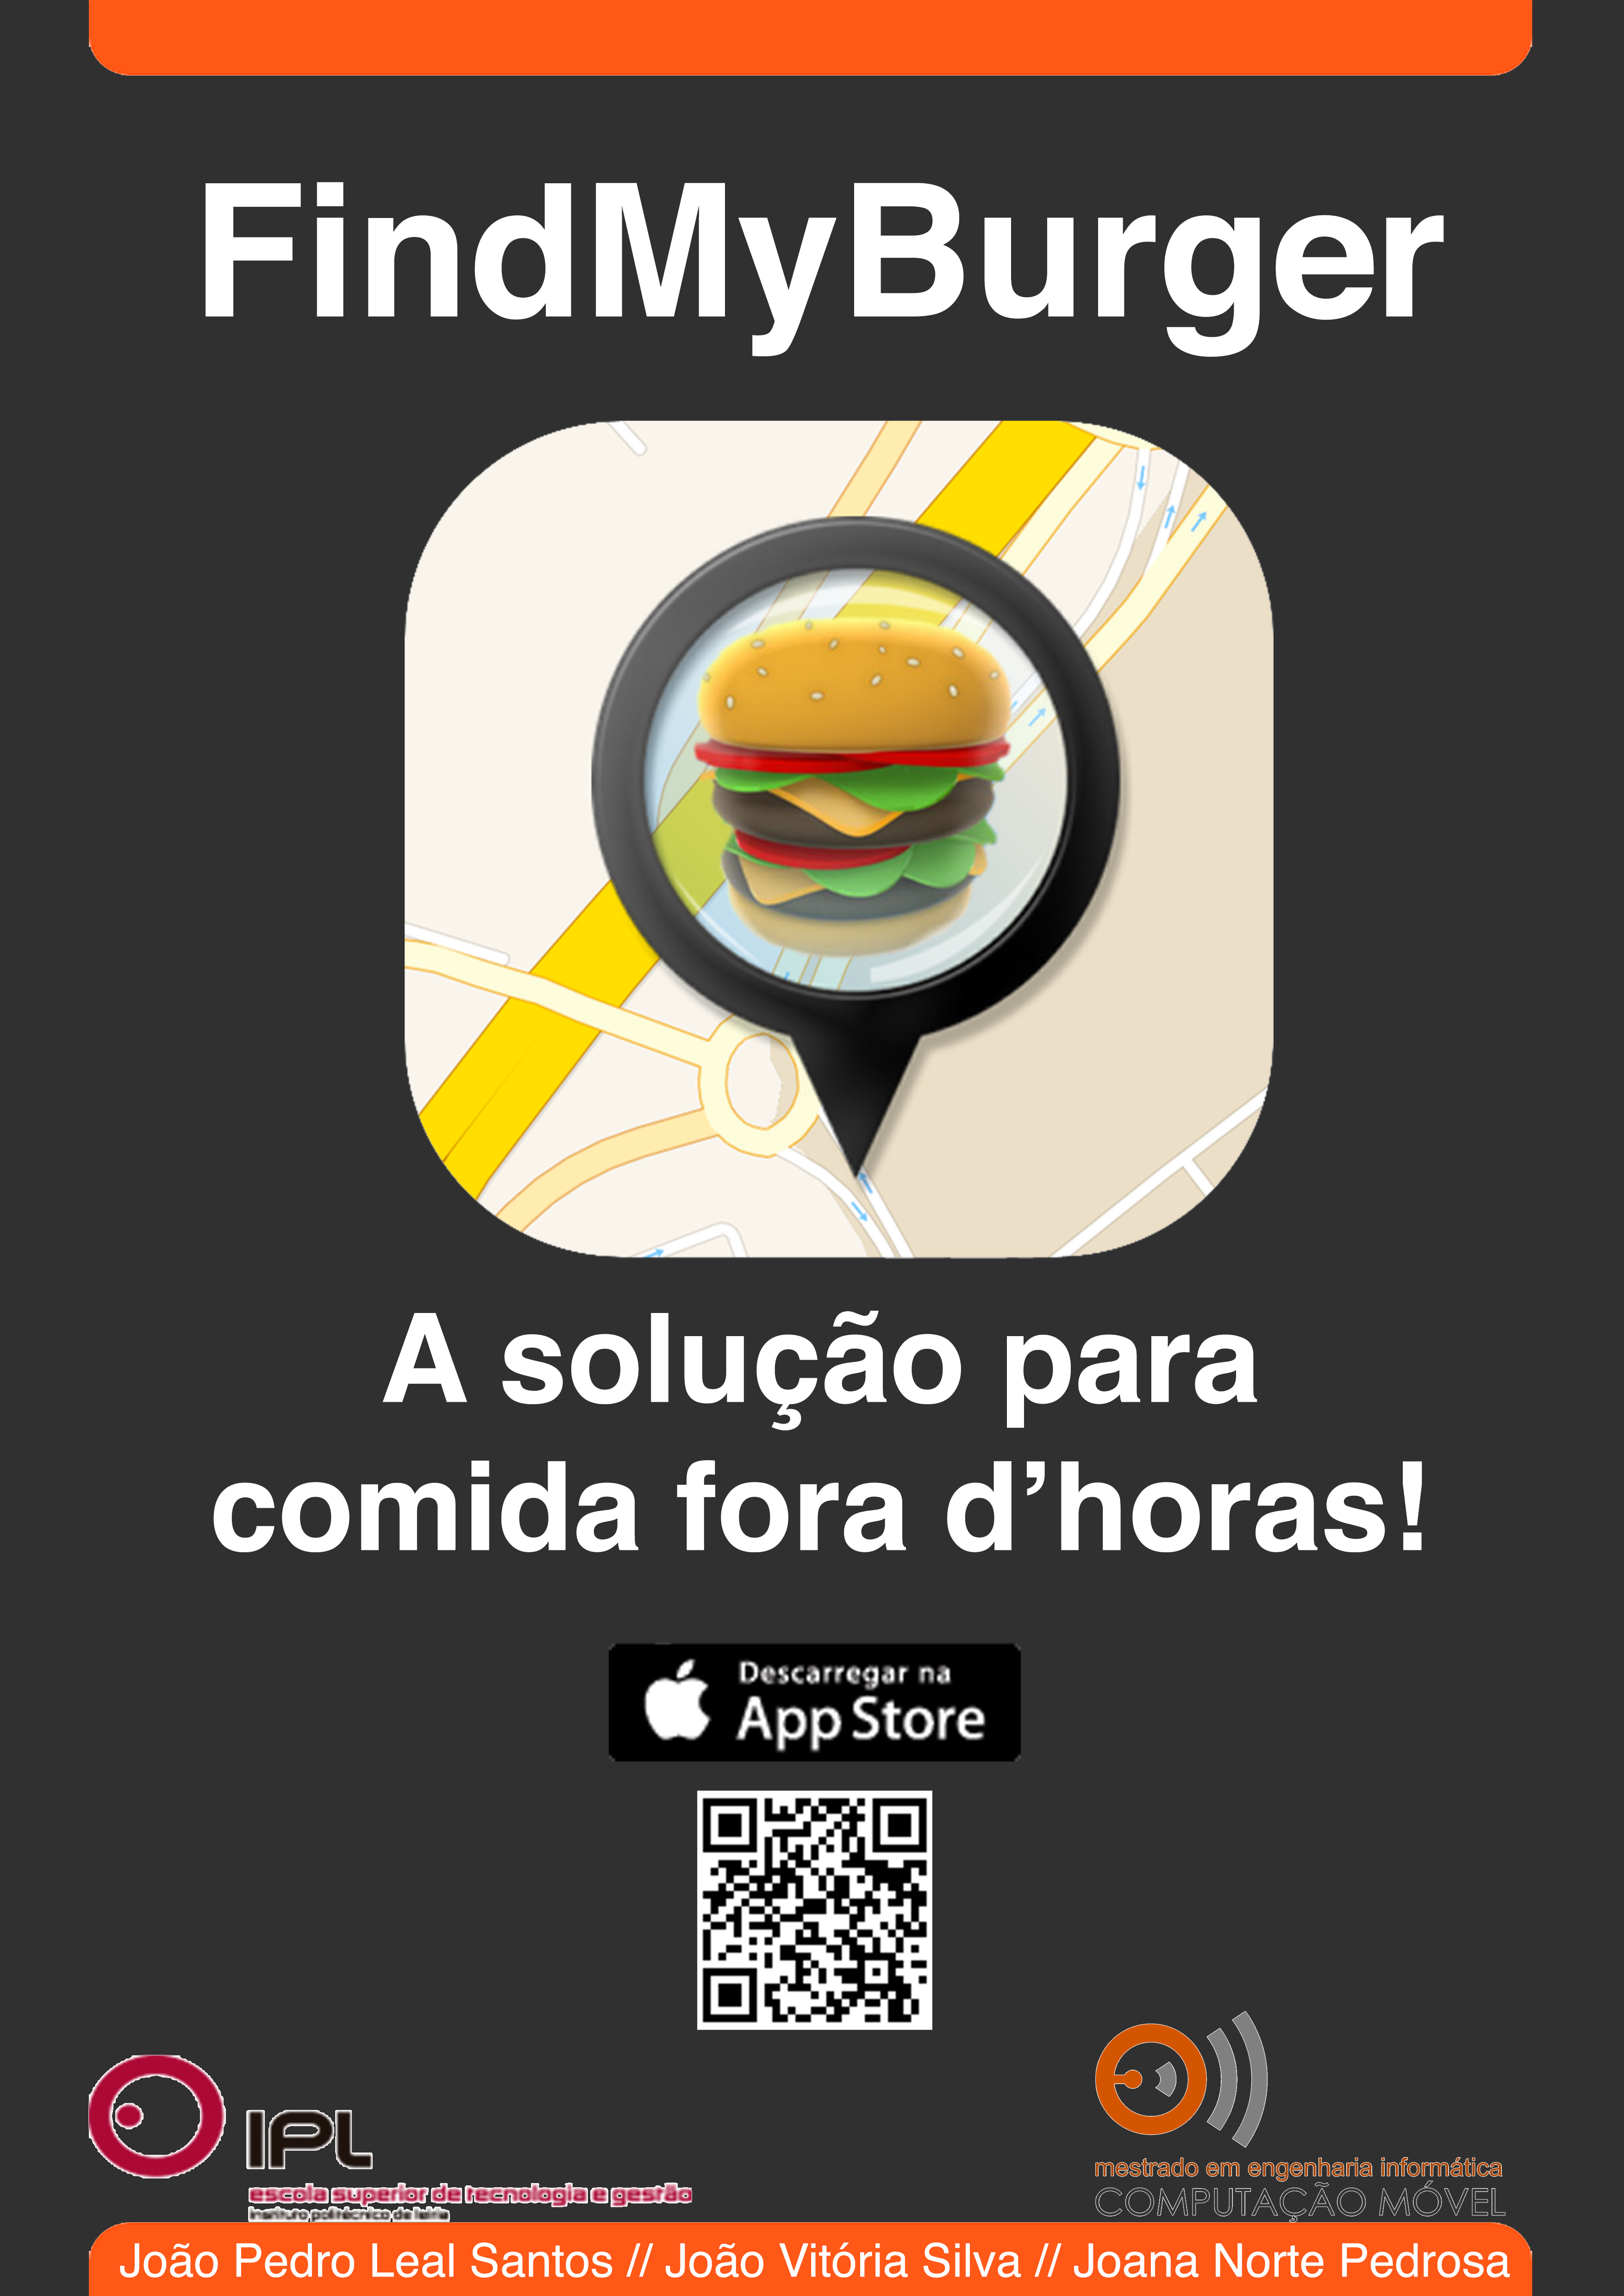 FindMyBurger
A solução para
comida fora d’horas!
Descarregar na
App Store
IPL
escola superior de tecnologia e gestão
instituto politécnico de leiria
mestrado em engenharia informática
COMPUTAÇÃO MÓVEL
João Pedro Leal Santos // João Vitória Silva // Joana Norte Pedrosa